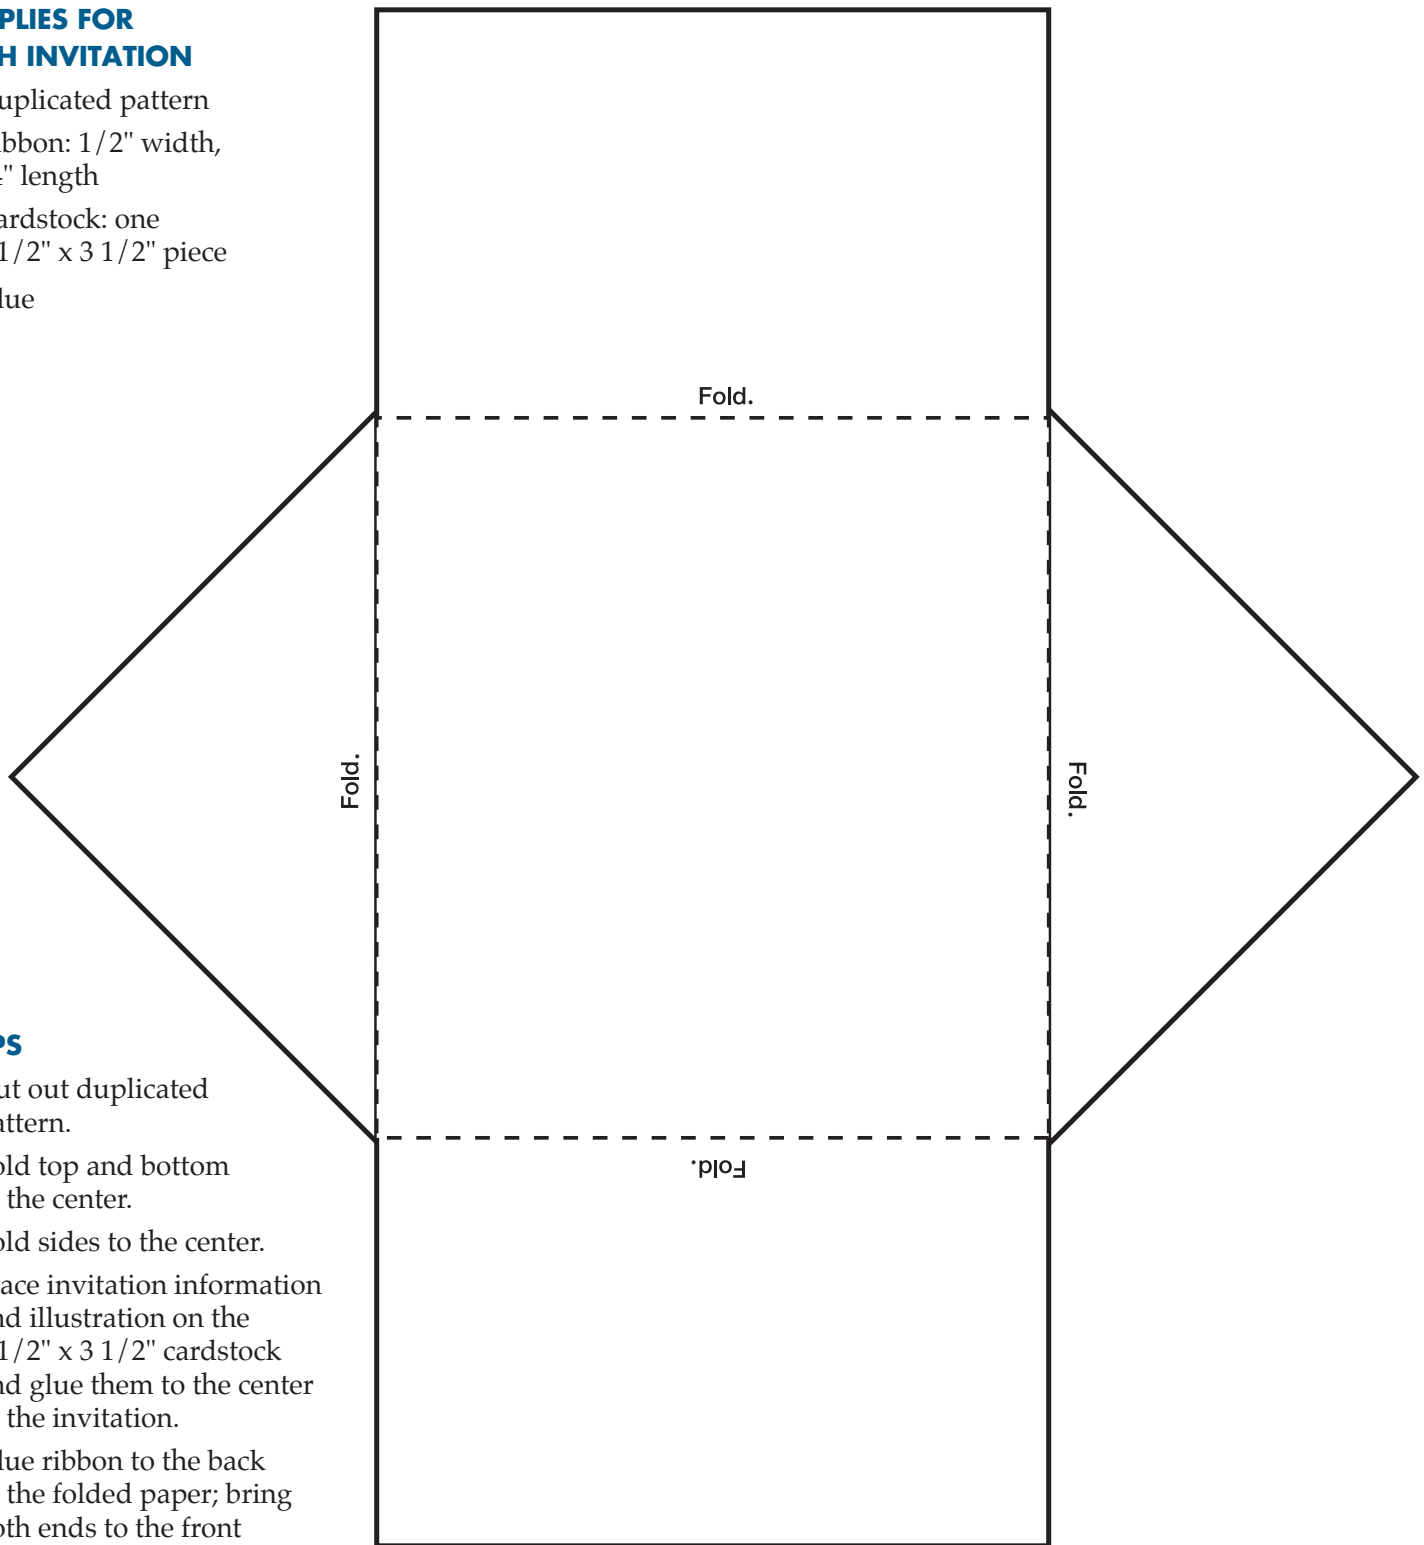 PLIES FOR
H INVITATION
uplicated pattern
ibbon: 1/2" width,
" length
ardstock: one
1/2" x 3 1/2" piece
lue
Fold.
Fold.
Fold.
Fold.
PS
ut out duplicated
attern.
old top and bottom
the center.
old sides to the center.
ace invitation information
nd illustration on the
1/2" x 3 1/2" cardstock
nd glue them to the center
the invitation.
lue ribbon to the back
the folded paper; bring
oth ends to the front